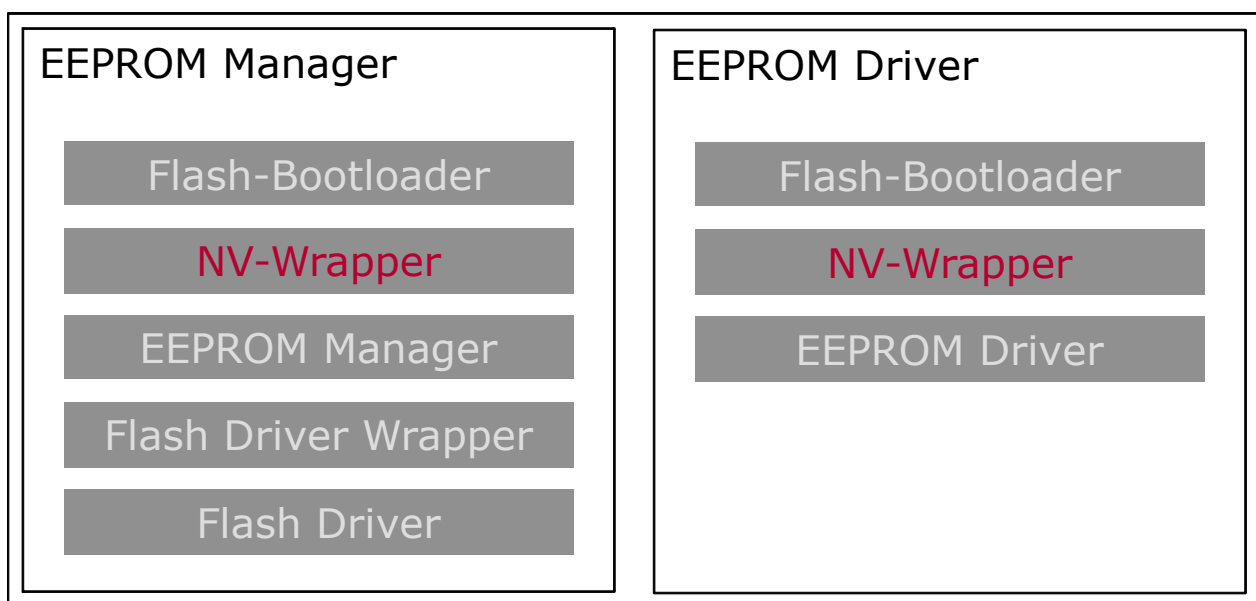 EEPROM Manager
Flash-Bootloader
NV-Wrapper
EEPROM Manager
Flash Driver Wrapper
Flash Driver
EEPROM Driver
Flash-Bootloader
NV-Wrapper
EEPROM Driver